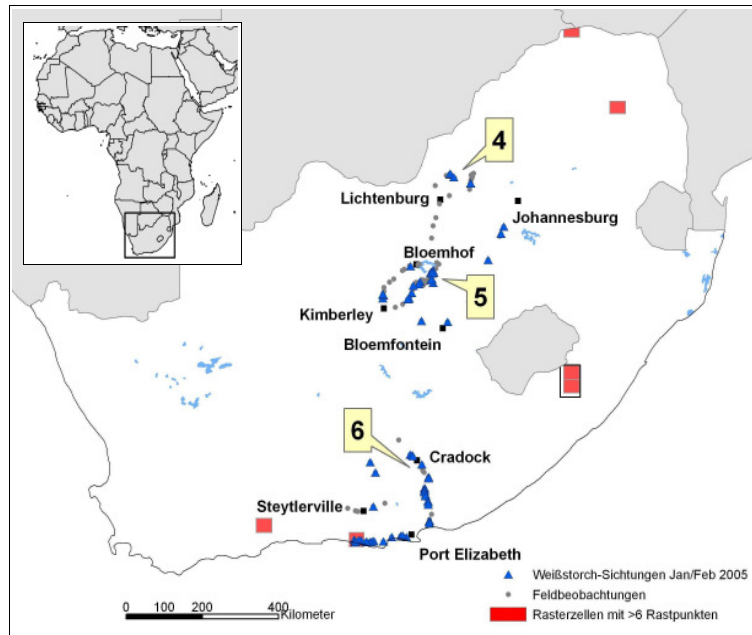 4
Lichtenburg
Johannesburg
Bloemhof
5
Kimberley
Bloemfontein
6
Cradock
Steytlerville
Port Elizabeth
Weißstorch-Sichtungen Jan/Feb 2005
Feldbeobachtungen
Rasterzellen mit >6 Rastpunkten
0 100 200 400
Kilometer